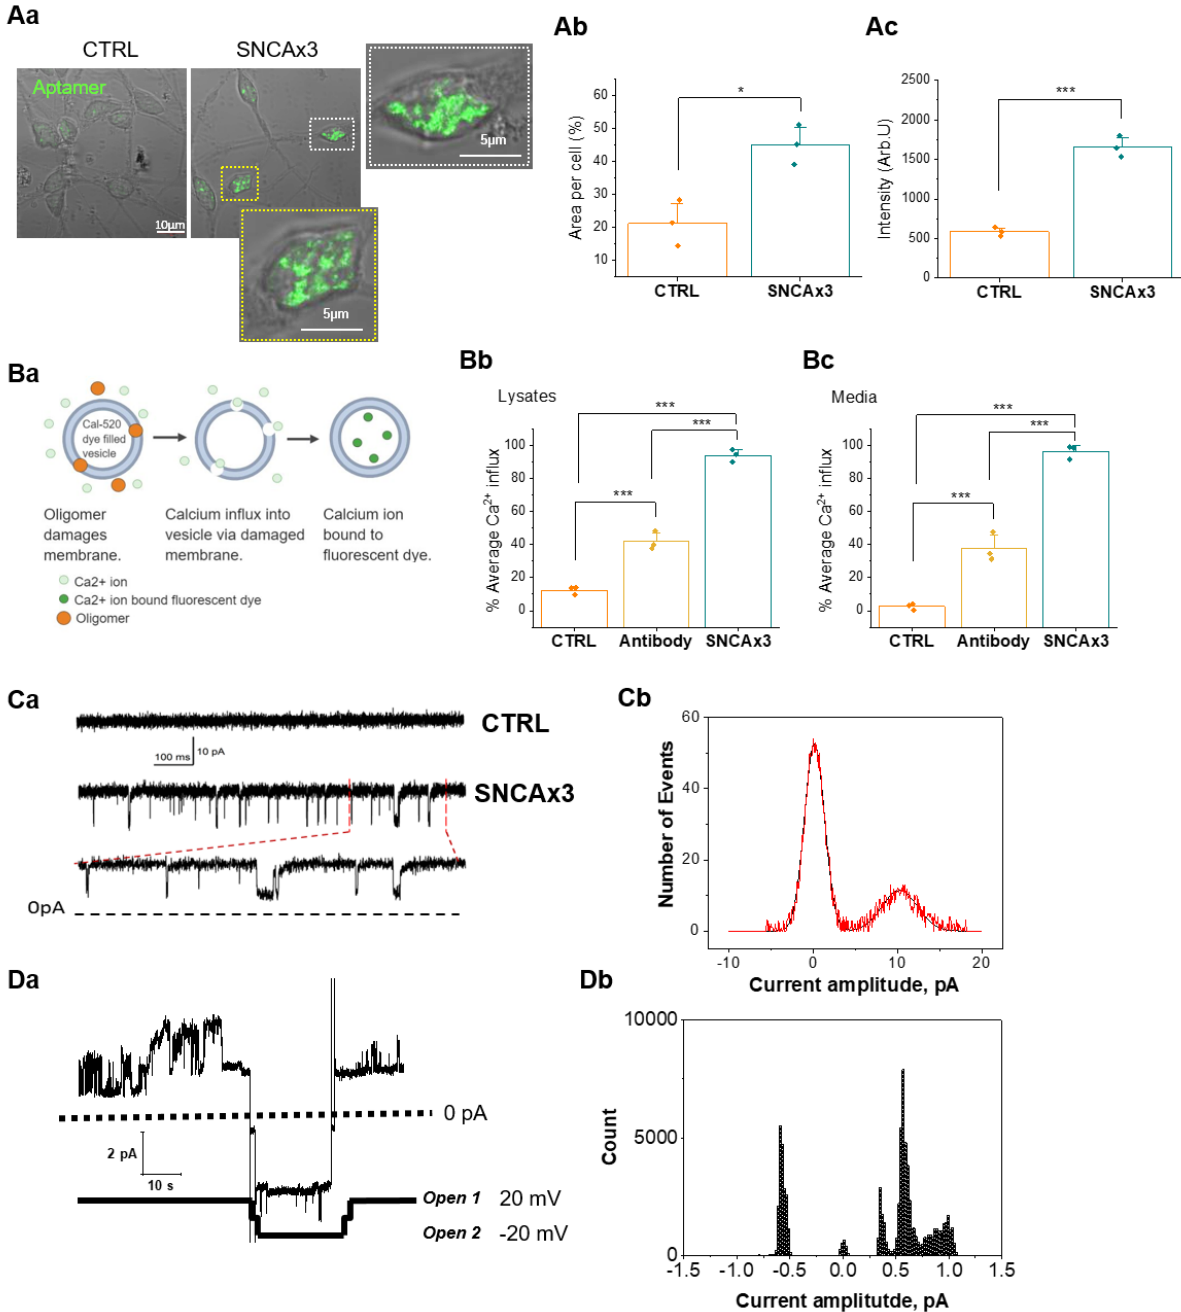 Aa
CTRL
SNCAx3
Aptamer
10µm
5µm
5µm
Ab
Area per cell (%)
60
50
40
30
20
10
*
CTRL
SNCAx3
Ac
Intensity (Arb.U)
2500
2000
1500
1000
500
0
***
CTRL
SNCAx3
Ba
Cal-520
dye filled
vesicle
Oligomer
damages
membrane.
Calcium influx into
vesicle via damaged
membrane.
Calcium ion
bound to
fluorescent dye.
Ca2+ ion
Ca2+ ion bound fluorescent dye
Oligomer
Bb
Lysates
% Average Ca²⁺ influx
100
80
60
40
20
0
***
***
***
CTRL
Antibody
SNCAx3
Bc
Media
% Average Ca²⁺ influx
100
80
60
40
20
0
***
***
***
CTRL
Antibody
SNCAx3
Ca
CTRL
100 ms
10 pA
SNCAx3
0pA
Cb
Number of Events
60
40
20
0
-10
0
10
20
Current amplitude, pA
Da
0 pA
2 pA
10 s
Open 1 20 mV
Open 2 -20 mV
Db
Count
10000
5000
0
-1.5
-1.0
-0.5
0.0
0.5
1.0
1.5
Current amplitutde, pA